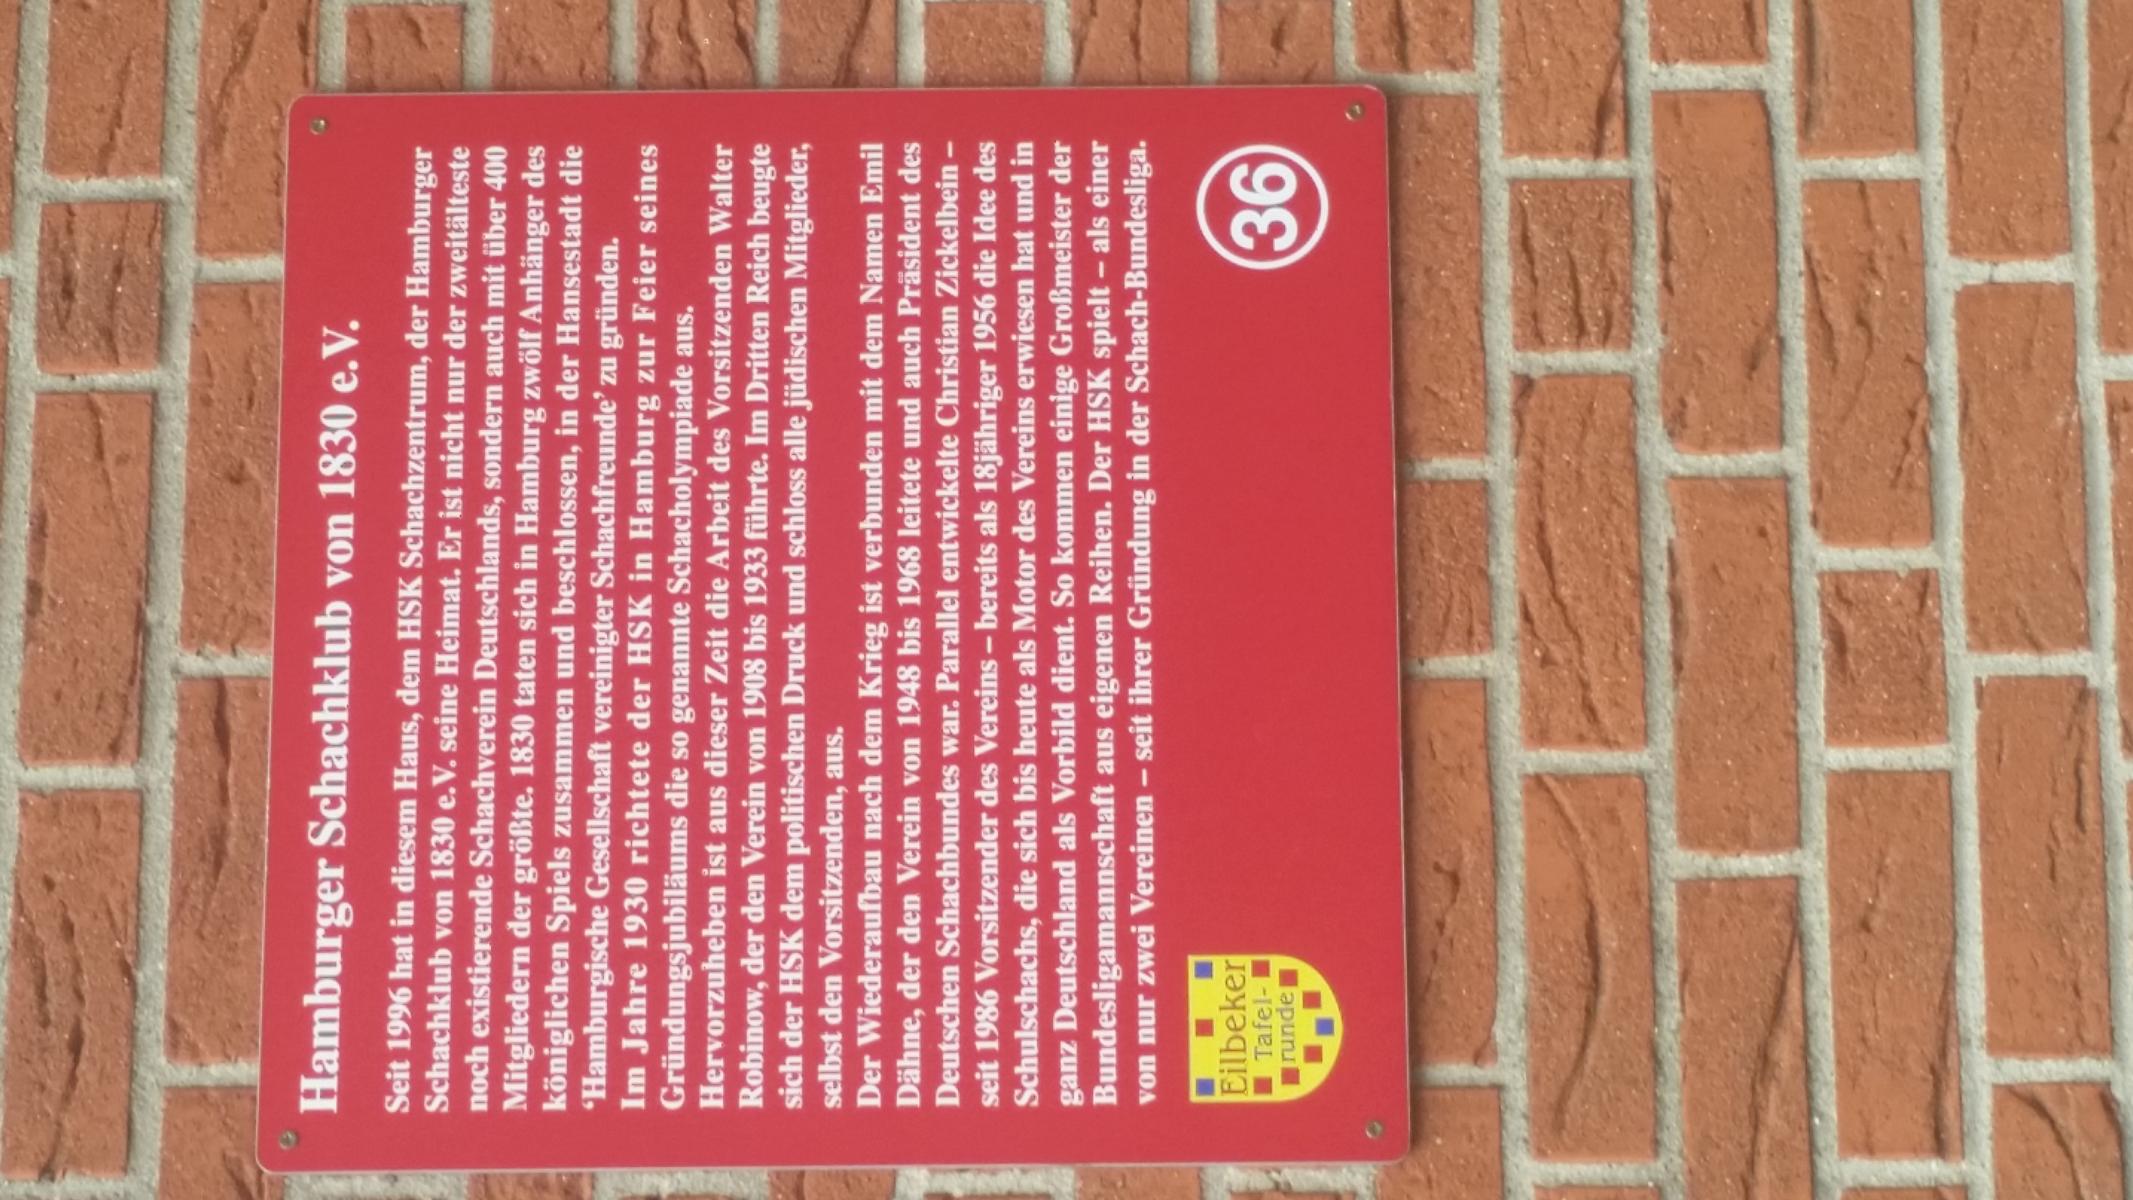 Hamburger Schachklub von 1830 e.V.
Seit 1996 hat in diesem Haus, dem HSK Schachzentrum, der Hamburger
Schachklub von 1830 e.V. seine Heimat. Er ist nicht nur der zweitälteste
noch existierende Schachverein Deutschlands, sondern auch mit über 400
Mitgliedern der größte. 1830 taten sich in Hamburg zwölf Anhänger des
königlichen Spiels zusammen und beschlossen, in der Hansestadt die
‘Hamburgische Gesellschaft vereinigter Schachfreunde’ zu gründen.
Im Jahre 1930 richtete der HSK in Hamburg zur Feier seines
Gründungsjubiläums die so genannte Schacholympiade aus.
Hervorzuheben ist aus dieser Zeit die Arbeit des Vorsitzenden Walter
Robinow, der den Verein von 1908 bis 1933 führte. Im Dritten Reich beugte
sich der HSK dem politischen Druck und schloss alle jüdischen Mitglieder,
selbst den Vorsitzenden, aus.
Der Wiederaufbau nach dem Krieg ist verbunden mit dem Namen Emil
Dähne, der den Verein von 1948 bis 1968 leitete und auch Präsident des
Deutschen Schachbundes war. Parallel entwickelte Christian Zickelbein –
seit 1986 Vorsitzender des Vereins – bereits als 18jähriger 1956 die Idee des
Schulschachs, die sich bis heute als Motor des Vereins erwiesen hat und in
ganz Deutschland als Vorbild dient. So kommen einige Großmeister der
Bundesligamannschaft aus eigenen Reihen. Der HSK spielt – als einer
von nur zwei Vereinen – seit ihrer Gründung in der Schach-Bundesliga.
Eilbeker
Tafel-
runde
36